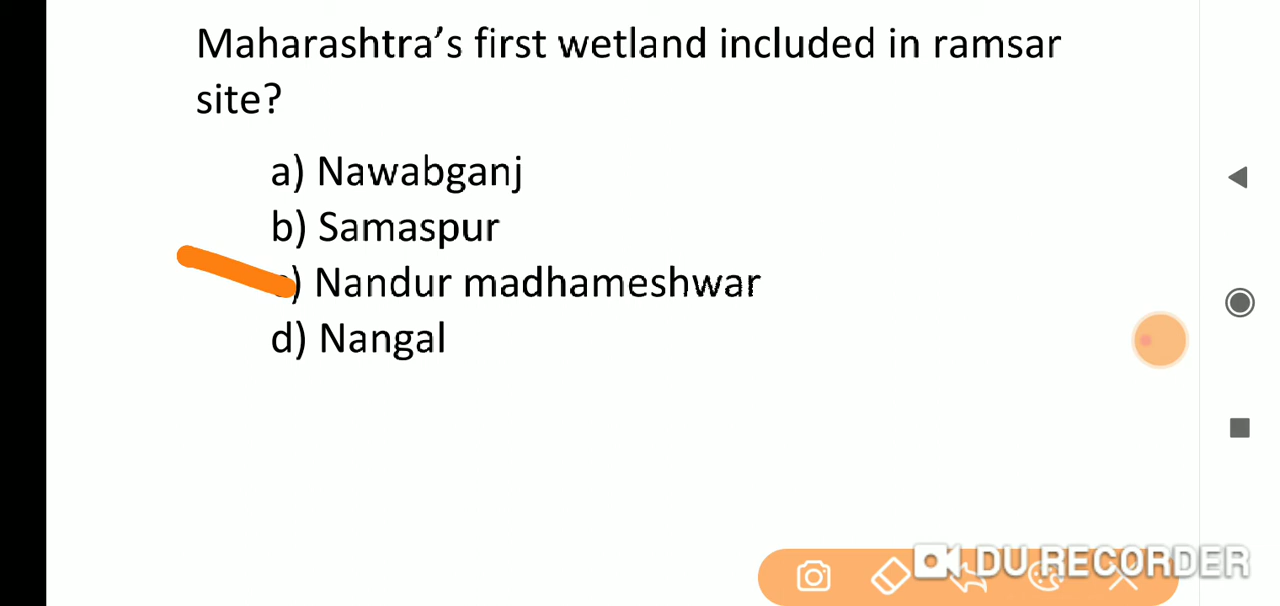 Maharashtra’s first wetland included in ramsar
site?
a) Nawabganj
b) Samaspur
) Nandur madhameshwar
d) Nangal
DU RECORDER